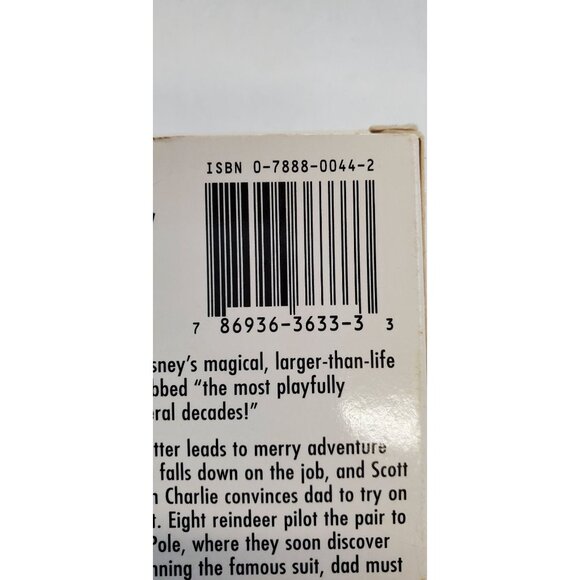 ISBN 0-7888-0044-2
7 86936-3633-3 3
sney's magical, larger-than-life
bbed "the most playfully
eral decades!"
tter leads to merry adventure
falls down on the job, and Scott
n Charlie convinces dad to try on
t. Eight reindeer pilot the pair to
Pole, where they soon discover
nning the famous suit, dad must